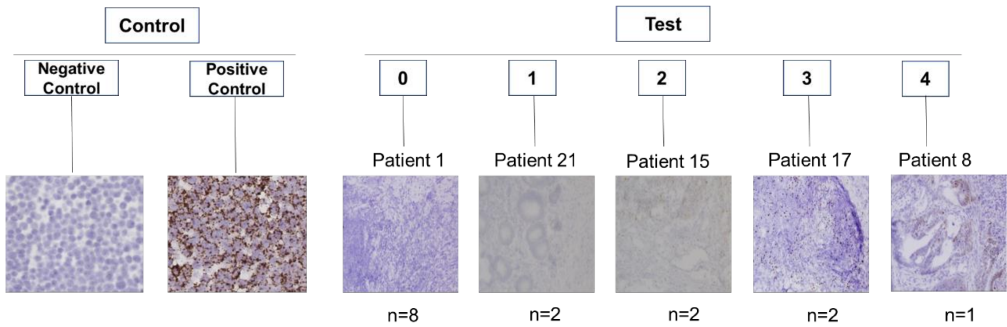 Control
Test
Negative
Control
Positive
Control
0
1
2
3
4
Patient 1
Patient 21
Patient 15
Patient 17
Patient 8
n=8
n=2
n=2
n=2
n=1